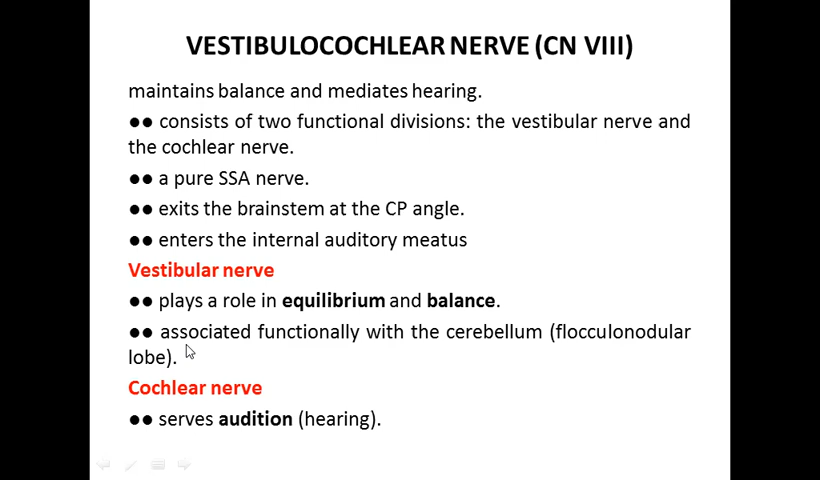 VESTIBULOCOCHLEAR NERVE (CN VIII)
maintains balance and mediates hearing.
●● consists of two functional divisions: the vestibular nerve and
the cochlear nerve.
●● a pure SSA nerve.
●● exits the brainstem at the CP angle.
●● enters the internal auditory meatus
Vestibular nerve
●● plays a role in equilibrium and balance.
●● associated functionally with the cerebellum (flocculonodular
lobe).
Cochlear nerve
●● serves audition (hearing).